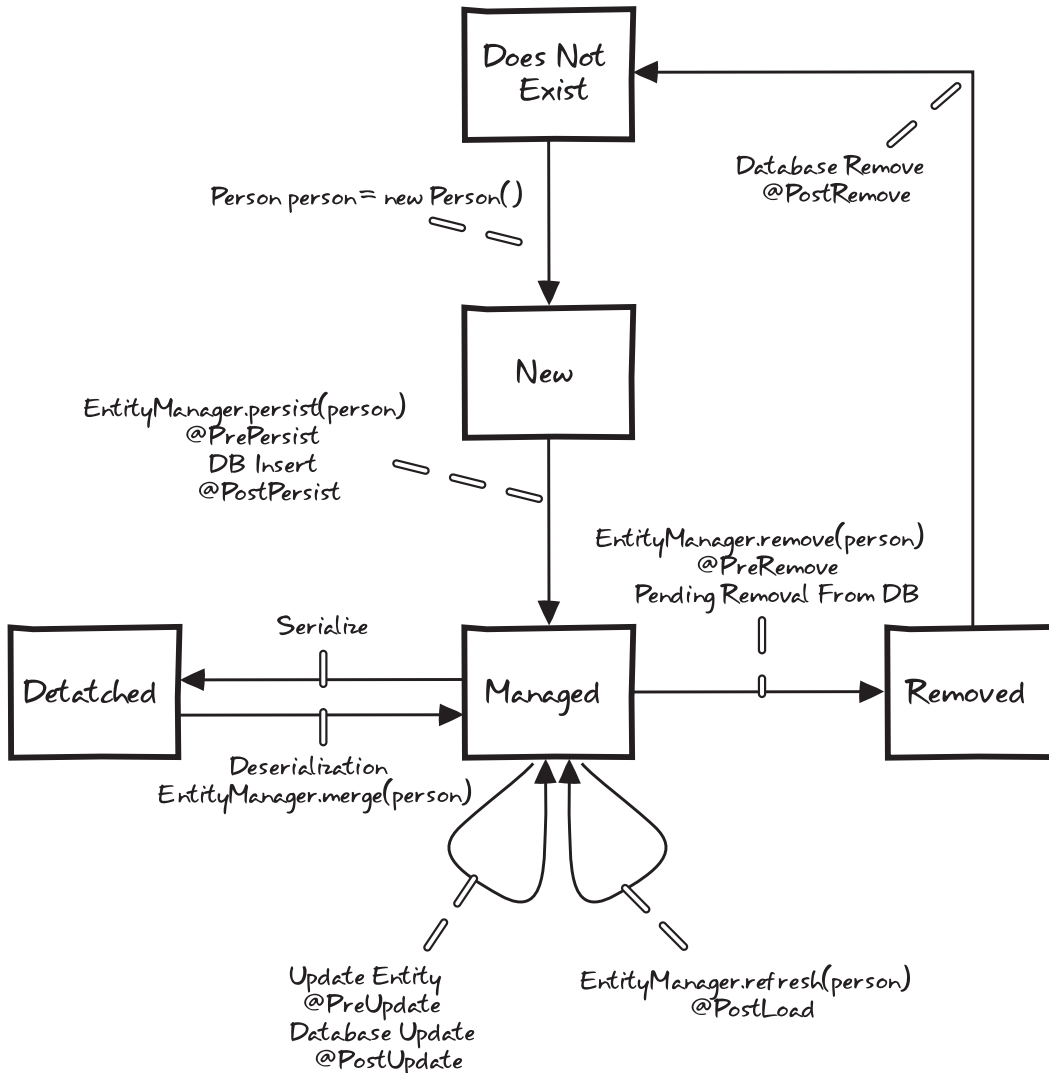 Does Not
Exist
Database Remove
@PostRemove
Person person = new Person()
New
EntityManager.persist(person)
@PrePersist
DB Insert
@PostPersist
EntityManager.remove(person)
@PreRemove
Pending Removal From DB
Serialize
Detatched
Managed
Removed
Deserialization
EntityManager.merge(person)
Update Entity
@PreUpdate
Database Update
@PostUpdate
EntityManager.refresh(person)
@PostLoad